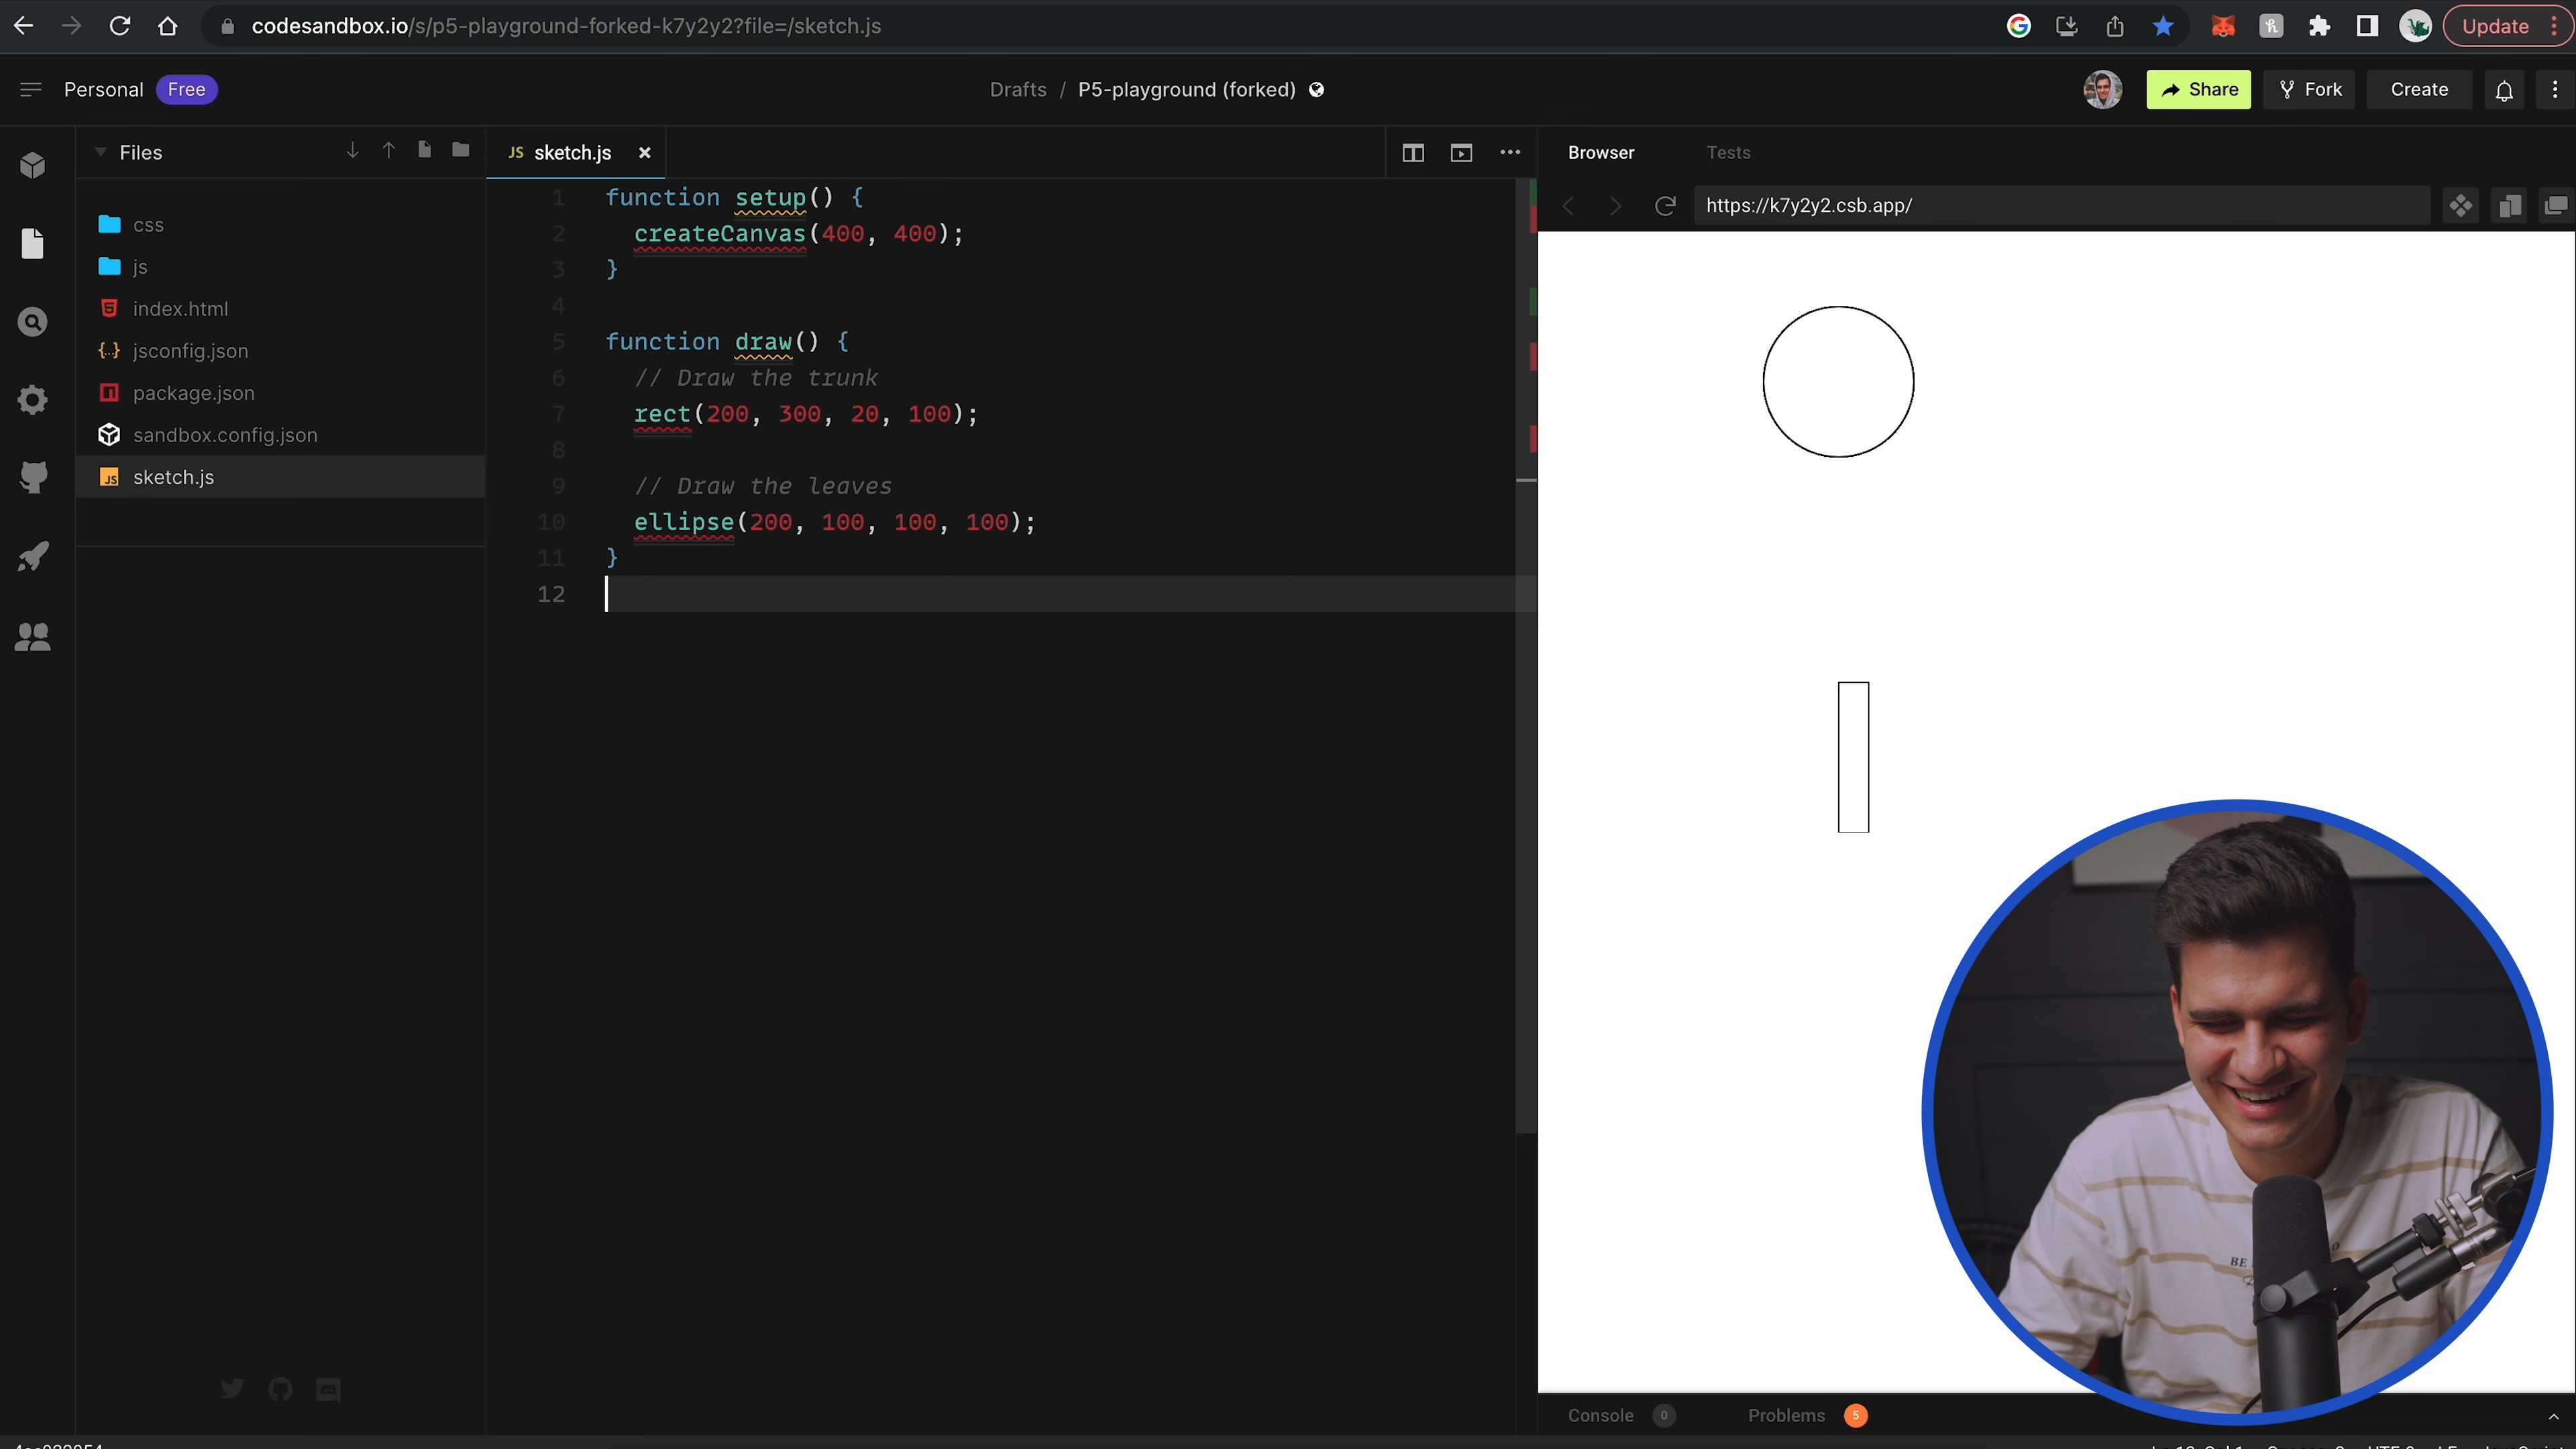 codesandbox.io/s/p5-playground-forked-k7y2y2?file=/sketch.js
Update
Personal Free
Drafts / P5-playground (forked)
Share
Fork
Create
Files
css
js
index.html
jsconfig.json
package.json
sandbox.config.json
JS sketch.js
JS sketch.js
1 function setup() {
2 createCanvas(400, 400);
3 }
4
5 function draw() {
6 // Draw the trunk
7 rect(200, 300, 20, 100);
8
9 // Draw the leaves
10 ellipse(200, 100, 100, 100);
11 }
12
Browser Tests
https://k7y2y2.csb.app/
BE
Console 0 Problems 5